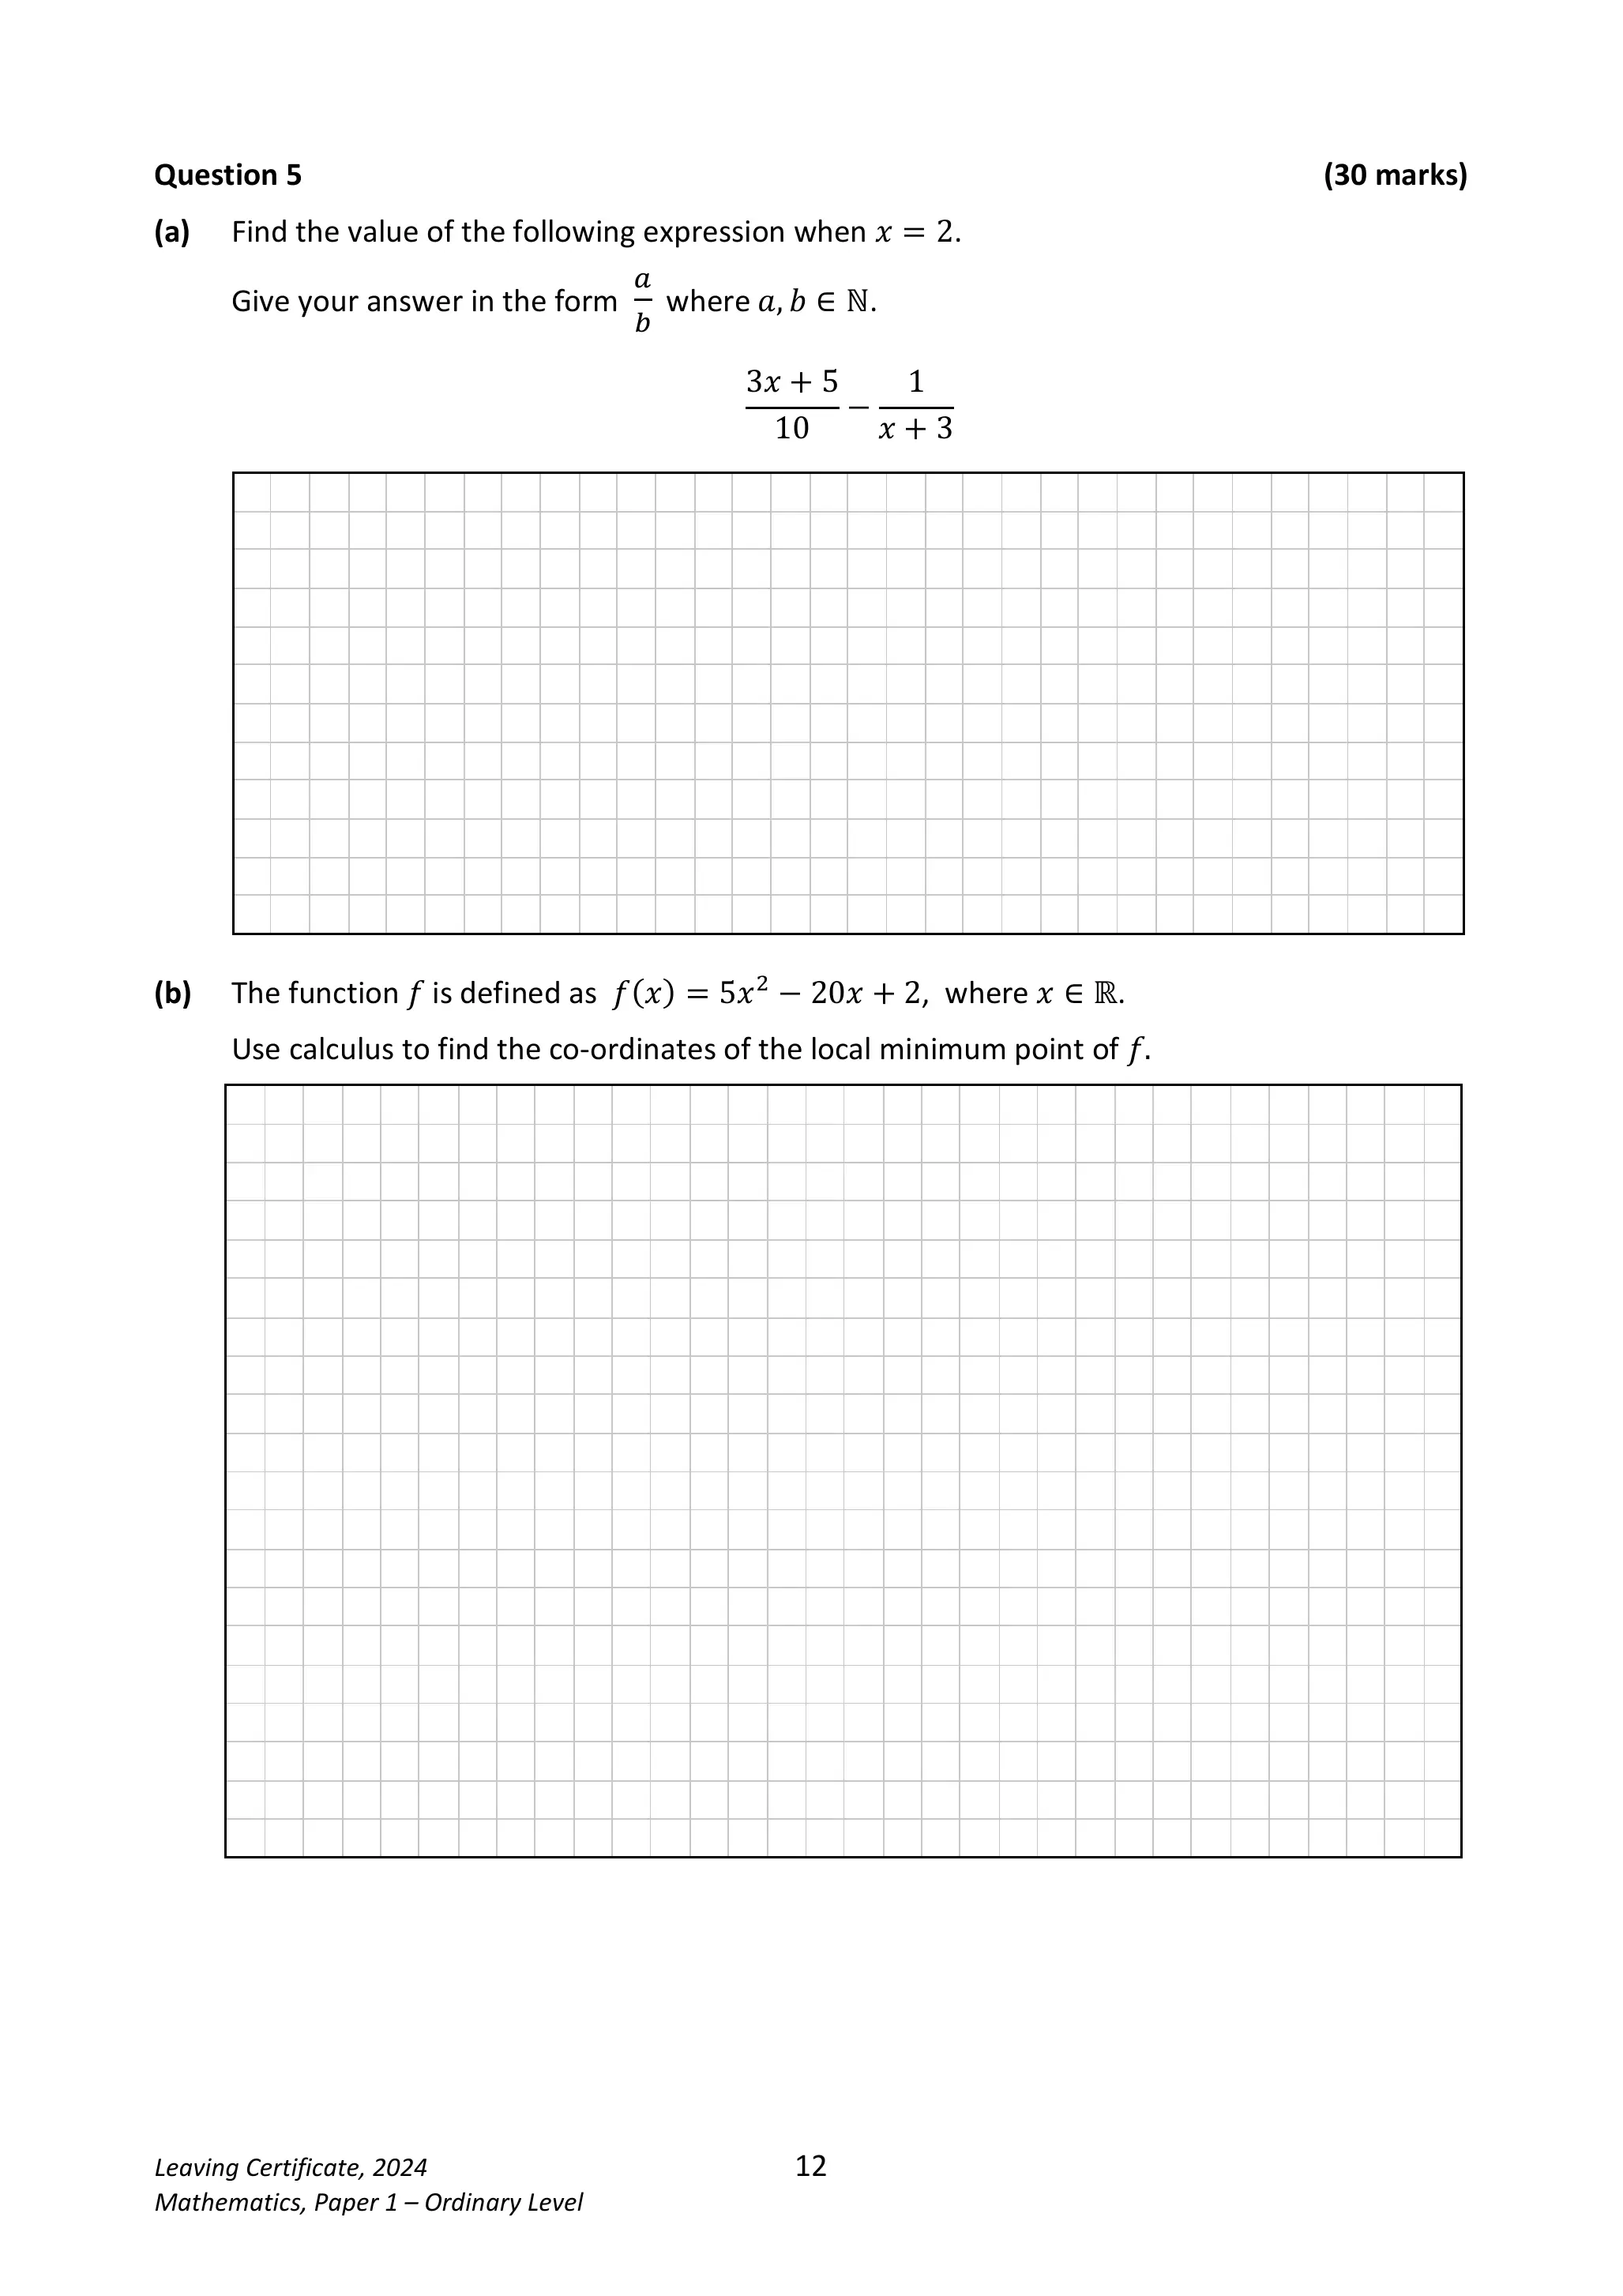 Question 5 (30 marks)
(a) Find the value of the following expression when 𝑥 = 2.
Give your answer in the form 𝑎/𝑏 where 𝑎, 𝑏 ∈ ℕ.
(3𝑥 + 5)/10 − 1/(𝑥 + 3)
(b) The function 𝑓 is defined as 𝑓(𝑥) = 5𝑥² − 20𝑥 + 2, where 𝑥 ∈ ℝ.
Use calculus to find the co-ordinates of the local minimum point of 𝑓.
Leaving Certificate, 2024 12
Mathematics, Paper 1 – Ordinary Level